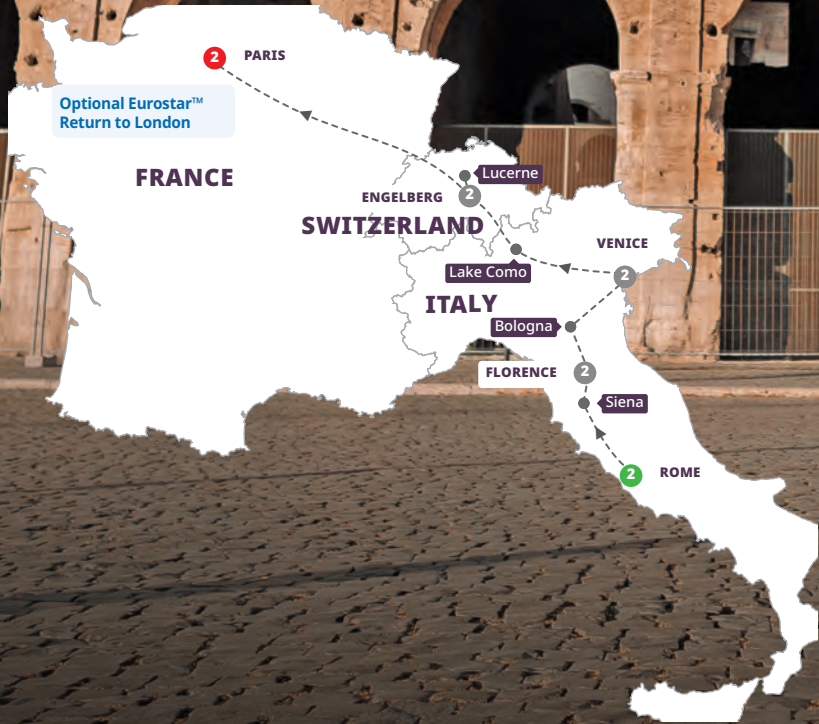 2 PARIS
Optional Eurostar™
Return to London
FRANCE
Lucerne
ENGELBERG 2
SWITZERLAND
VENICE
2
Lake Como
ITALY
Bologna
FLORENCE 2
Siena
2 ROME